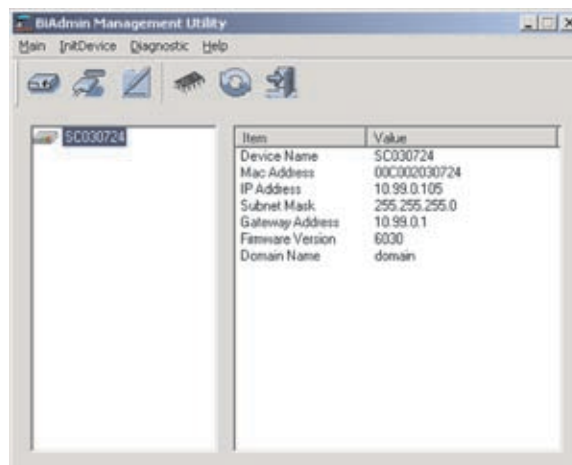 BiAdmin Management Utility
Main InitDevice Diagnostic Help
SC030724
Item Value
Device Name SC030724
Mac Address 00C002030724
IP Address 10.99.0.105
Subnet Mask 255.255.255.0
Gateway Address 10.99.0.1
Firmware Version 6030
Domain Name domain